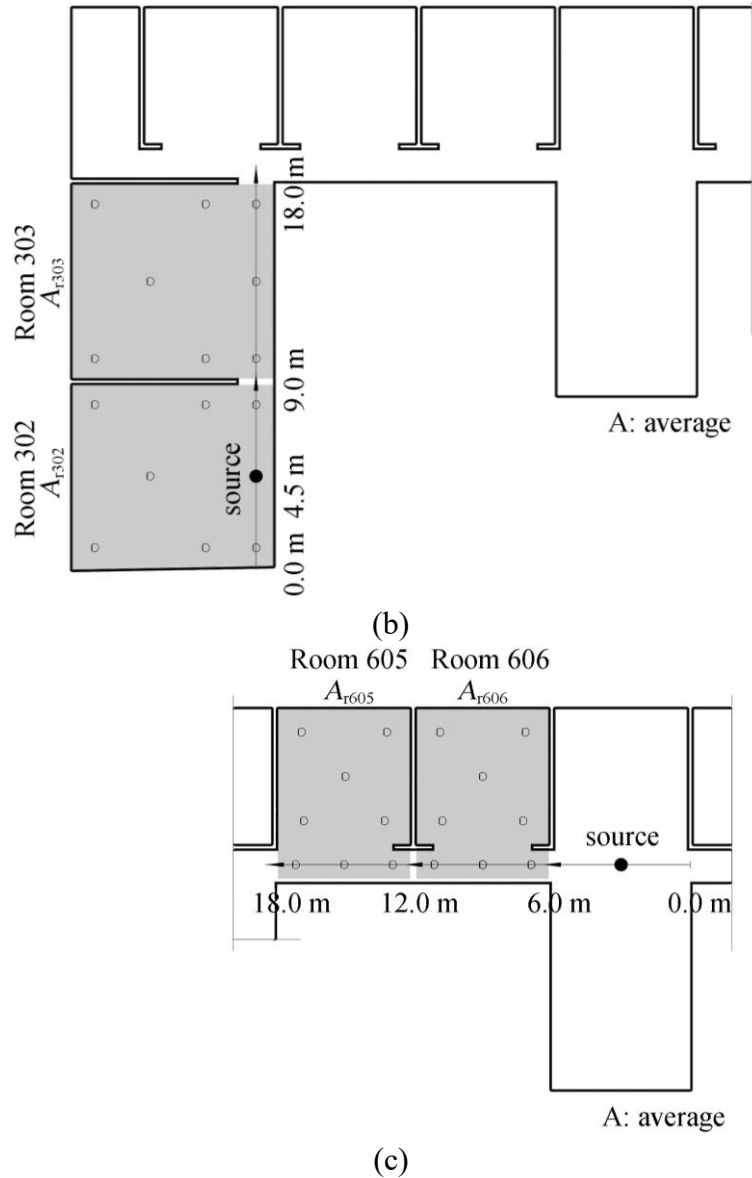 Room 303
Ar303
Room 302
Ar302
source
0.0 m 4.5 m 9.0 m 18.0 m
A: average
(b)
Room 605 Room 606
Ar605 Ar606
source
18.0 m 12.0 m 6.0 m 0.0 m
A: average
(c)